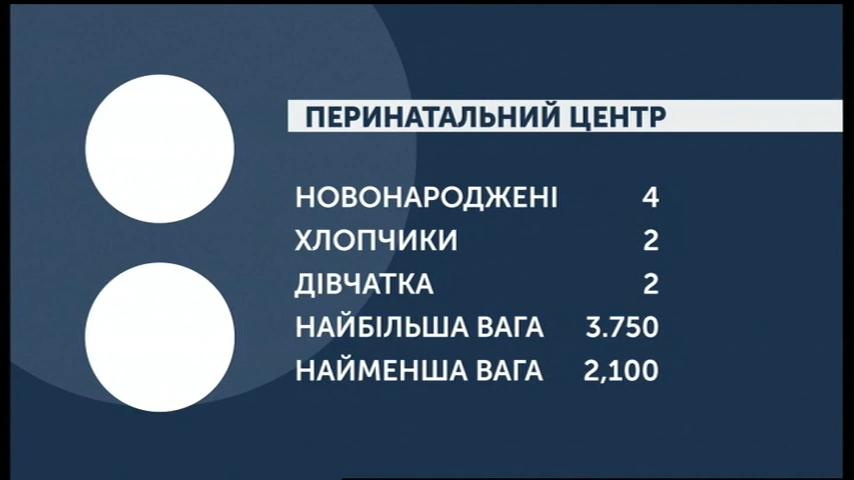 ПЕРИНАТАЛЬНИЙ ЦЕНТР
НОВОНАРОДЖЕНІ 4
ХЛОПЧИКИ 2
ДІВЧАТКА 2
НАЙБІЛЬША ВАГА 3.750
НАЙМЕНША ВАГА 2,100